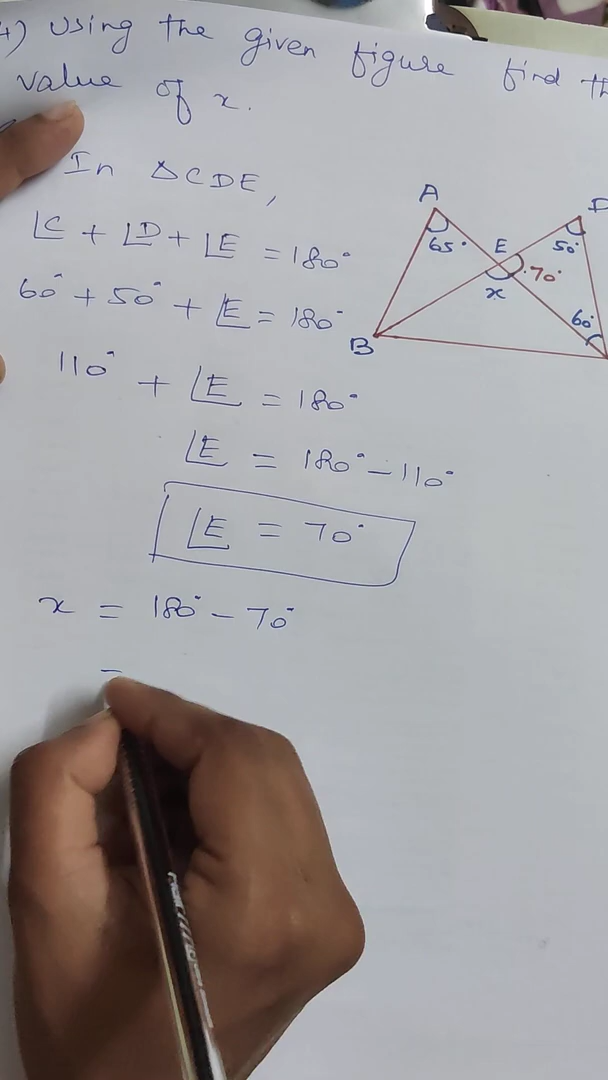 4) Using the given figure find th
value of x.
In ΔCDE,
∠C + ∠D + ∠E = 180°
60° + 50° + ∠E = 180°
110° + ∠E = 180°
∠E = 180° - 110°
∠E = 70°
x = 180° - 70°
=
A
D
65°
E
50°
70°
x
60°
B